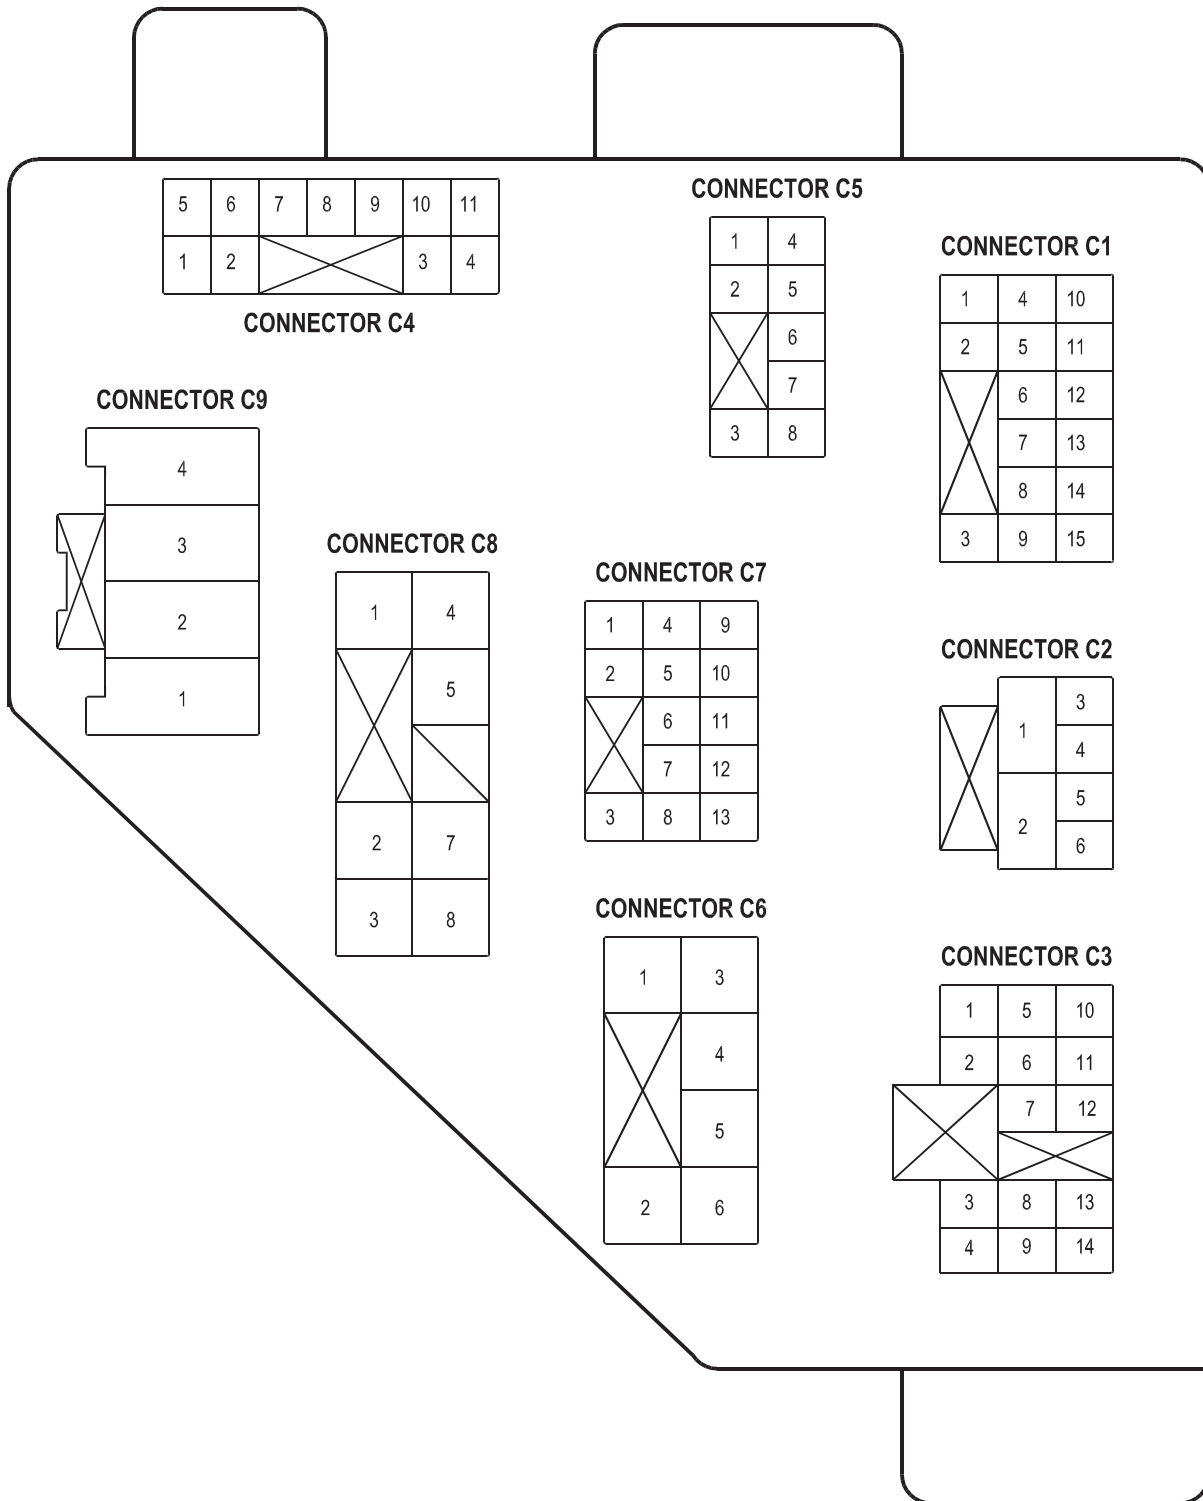 5 6 7 8 9 10 11
1 2 3 4
CONNECTOR C4
CONNECTOR C5
1 4
2 5
6
7
3 8
CONNECTOR C1
1 4 10
2 5 11
6 12
7 13
8 14
3 9 15
CONNECTOR C9
4
3
2
1
CONNECTOR C8
1 4
5
2 7
3 8
CONNECTOR C7
1 4 9
2 5 10
6 11
7 12
3 8 13
CONNECTOR C2
3
1
4
5
2
6
CONNECTOR C6
1 3
4
5
2 6
CONNECTOR C3
1 5 10
2 6 11
7 12
3 8 13
4 9 14